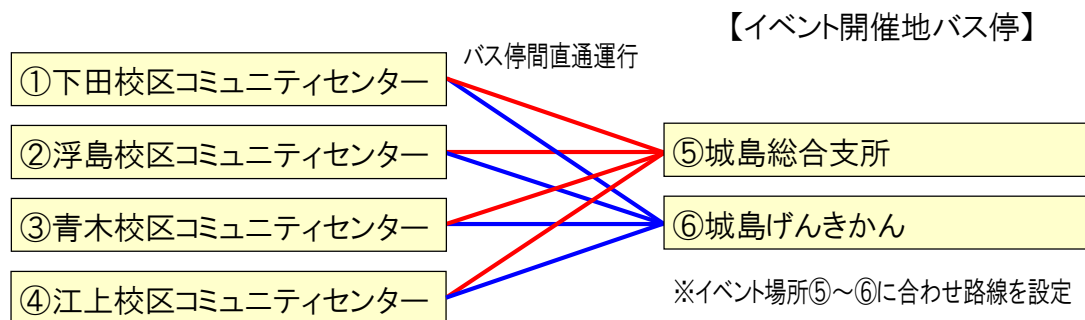 【イベント開催地バス停】
バス停間直通運行
①下田校区コミュニティセンター
②浮島校区コミュニティセンター
③青木校区コミュニティセンター
④江上校区コミュニティセンター
⑤城島総合支所
⑥城島げんきかん
※イベント場所⑤～⑥に合わせ路線を設定